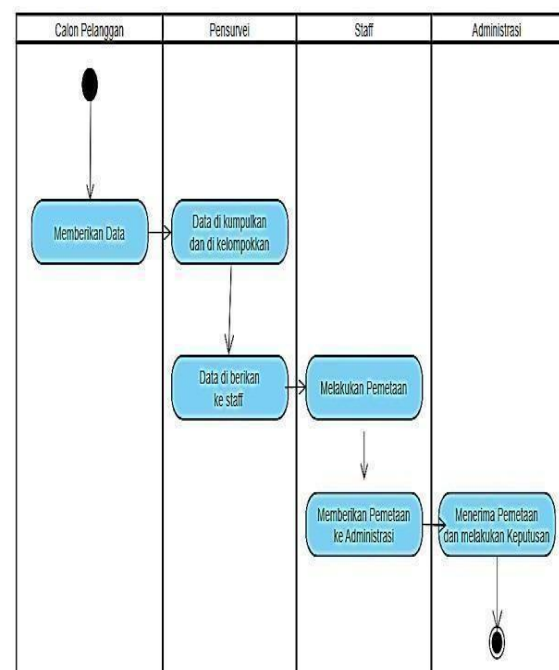 Calon Pelanggan
Pensurvei
Staff
Administrasi
Memberikan Data
Data di kumpulkan
dan di kelompokkan
Data di berikan
ke staff
Melakukan Pemetaan
Memberikan Pemetaan
ke Administrasi
Menerima Pemetaan
dan melakukan Keputusan